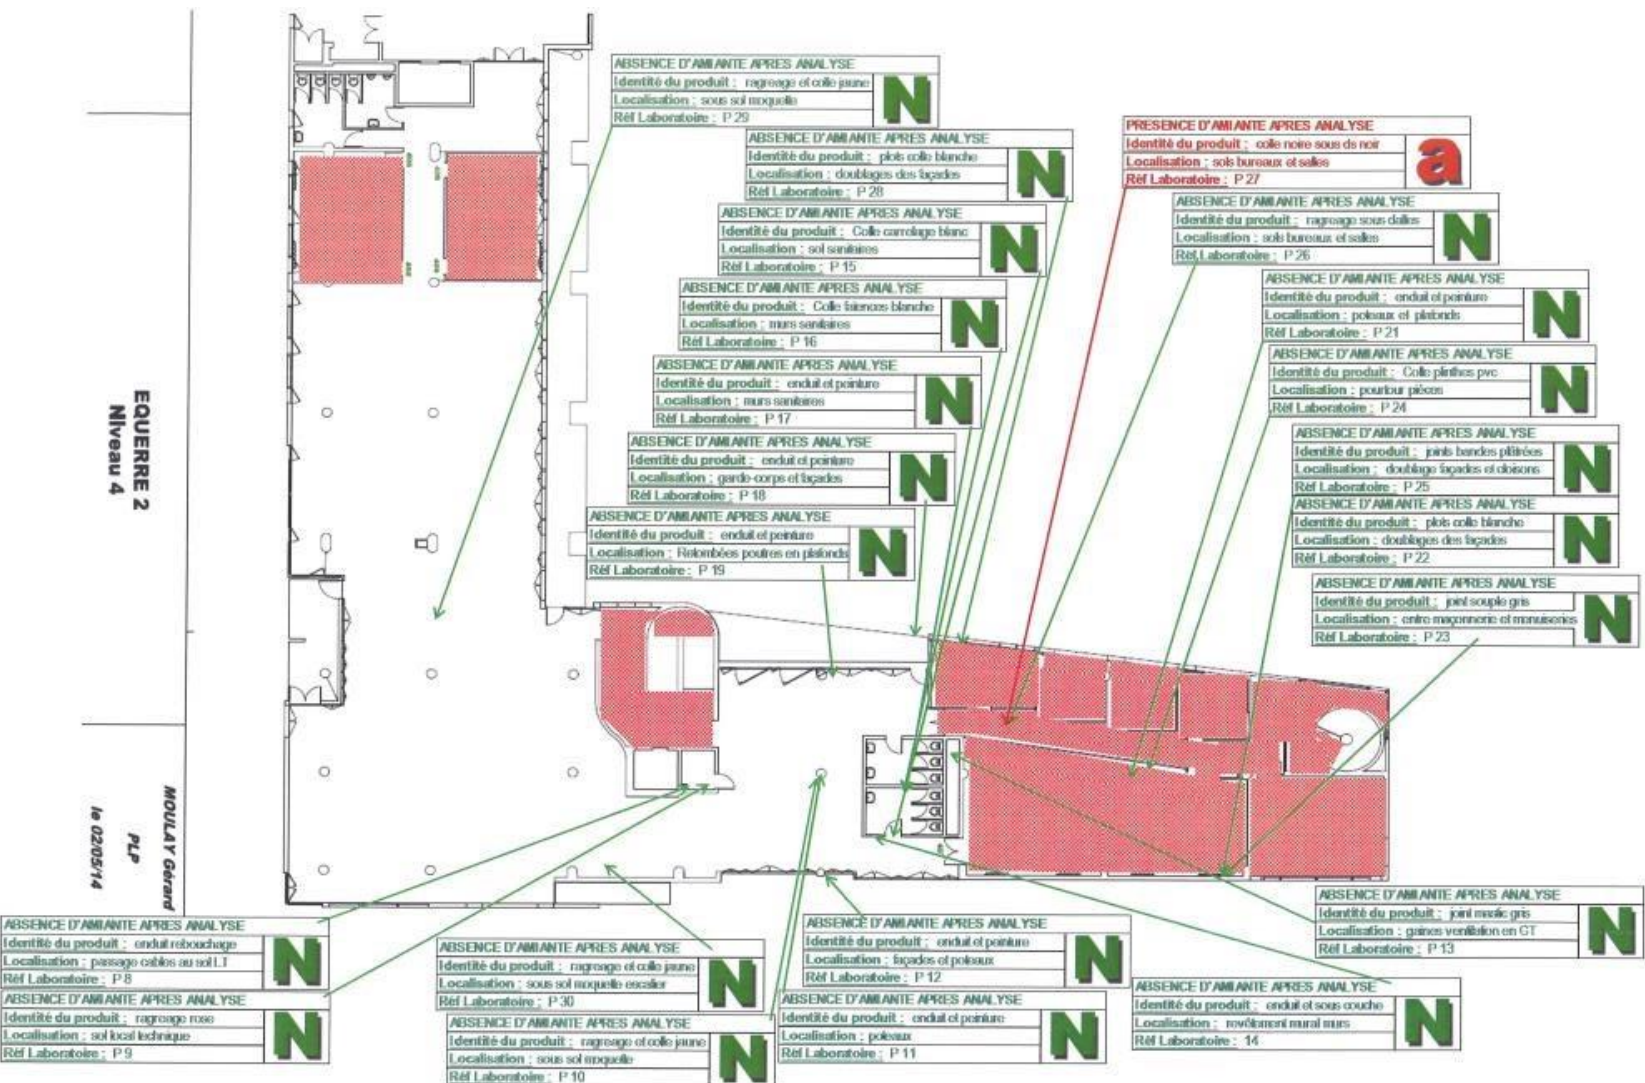 ABSENCE D'AMIANTE APRES ANALYSE
Identité du produit : ragreage et colle jaune
Localisation : sous sol moquette
Réf Laboratoire : P 29
N
ABSENCE D'AMIANTE APRES ANALYSE
Identité du produit : plots colle blanche
Localisation : doublages des façades
Réf Laboratoire : P 28
N
ABSENCE D'AMIANTE APRES ANALYSE
Identité du produit : Colle carrelage blanc
Localisation : sol sanitaires
Réf Laboratoire : P 15
N
ABSENCE D'AMIANTE APRES ANALYSE
Identité du produit : Colle faiences blanche
Localisation : murs sanitaires
Réf Laboratoire : P 16
N
ABSENCE D'AMIANTE APRES ANALYSE
Identité du produit : enduit et peinture
Localisation : murs sanitaires
Réf Laboratoire : P 17
N
ABSENCE D'AMIANTE APRES ANALYSE
Identité du produit : enduit et peinture
Localisation : garde-corps et façades
Réf Laboratoire : P 18
N
ABSENCE D'AMIANTE APRES ANALYSE
Identité du produit : enduit et peinture
Localisation : Retombées poutres en plafonds
Réf Laboratoire : P 19
N
PRESENCE D'AMIANTE APRES ANALYSE
Identité du produit : colle noire sous ds noir
Localisation : sols bureaux et salles
Réf Laboratoire : P 27
a
ABSENCE D'AMIANTE APRES ANALYSE
Identité du produit : ragreage sous dalles
Localisation : sols bureaux et salles
Réf Laboratoire : P 26
N
ABSENCE D'AMIANTE APRES ANALYSE
Identité du produit : enduit et peinture
Localisation : poteaux et plafonds
Réf Laboratoire : P 21
N
ABSENCE D'AMIANTE APRES ANALYSE
Identité du produit : Colle plinthes pvc
Localisation : pourtour pièces
Réf Laboratoire : P 24
N
ABSENCE D'AMIANTE APRES ANALYSE
Identité du produit : joints bandes plâtrées
Localisation : doublage façades et cloisons
Réf Laboratoire : P 25
N
ABSENCE D'AMIANTE APRES ANALYSE
Identité du produit : plots colle blanche
Localisation : doublages des façades
Réf Laboratoire : P 22
N
ABSENCE D'AMIANTE APRES ANALYSE
Identité du produit : joint souple gris
Localisation : entre maçonnerie et menuiseries
Réf Laboratoire : P 23
N
EQUERRE 2
Niveau 4
MOULAY Gérard
PLP
le 02/05/14
ABSENCE D'AMIANTE APRES ANALYSE
Identité du produit : enduit rebouchage
Localisation : passage cables au sol LT
Réf Laboratoire : P 8
N
ABSENCE D'AMIANTE APRES ANALYSE
Identité du produit : ragreage rose
Localisation : sol local technique
Réf Laboratoire : P 9
N
ABSENCE D'AMIANTE APRES ANALYSE
Identité du produit : ragreage et colle jaune
Localisation : sous sol moquette escalier
Réf Laboratoire : P 30
N
ABSENCE D'AMIANTE APRES ANALYSE
Identité du produit : ragreage et colle jaune
Localisation : sous sol moquette
Réf Laboratoire : P 10
N
ABSENCE D'AMIANTE APRES ANALYSE
Identité du produit : enduit et peinture
Localisation : façades et poteaux
Réf Laboratoire : P 12
N
ABSENCE D'AMIANTE APRES ANALYSE
Identité du produit : enduit et peinture
Localisation : poteaux
Réf Laboratoire : P 11
N
ABSENCE D'AMIANTE APRES ANALYSE
Identité du produit : joint mastic gris
Localisation : gaines ventilation en GT
Réf Laboratoire : P 13
N
ABSENCE D'AMIANTE APRES ANALYSE
Identité du produit : enduit et sous couche
Localisation : revêtement mural murs
Réf Laboratoire : 14
N